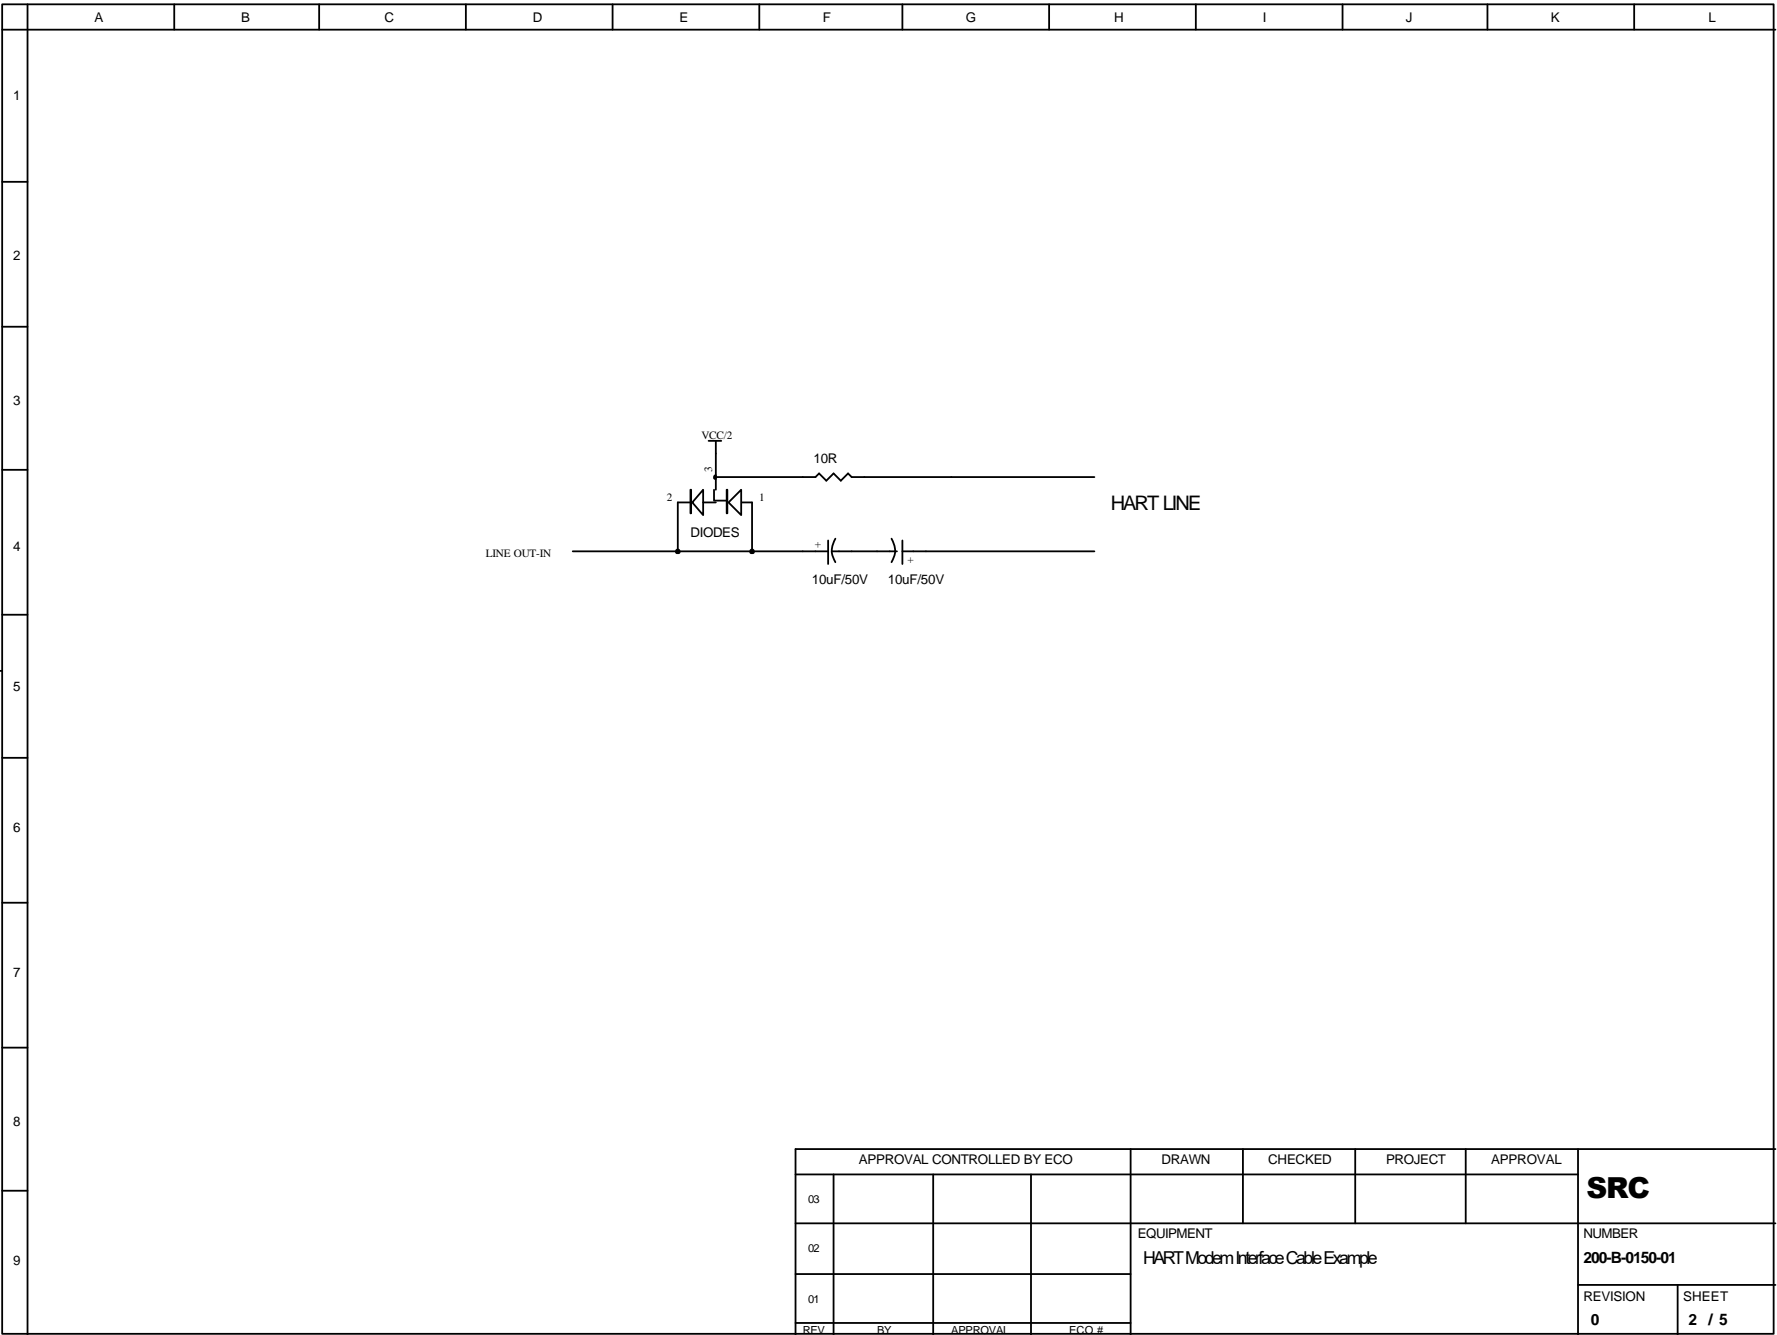 A B C D E F G H I J K L
1
2
3
4
5
6
7
8
9
VCC/2
3
10R
2
1
HART LINE
DIODES
LINE OUT-IN
+
+
10uF/50V 10uF/50V
APPROVAL CONTROLLED BY ECO
DRAWN CHECKED PROJECT APPROVAL
SRC
03
02
01
REV BY APPROVAL ECO #
EQUIPMENT
HART Modem Interface Cable Example
NUMBER
200-B-0150-01
REVISION SHEET
0 2 / 5